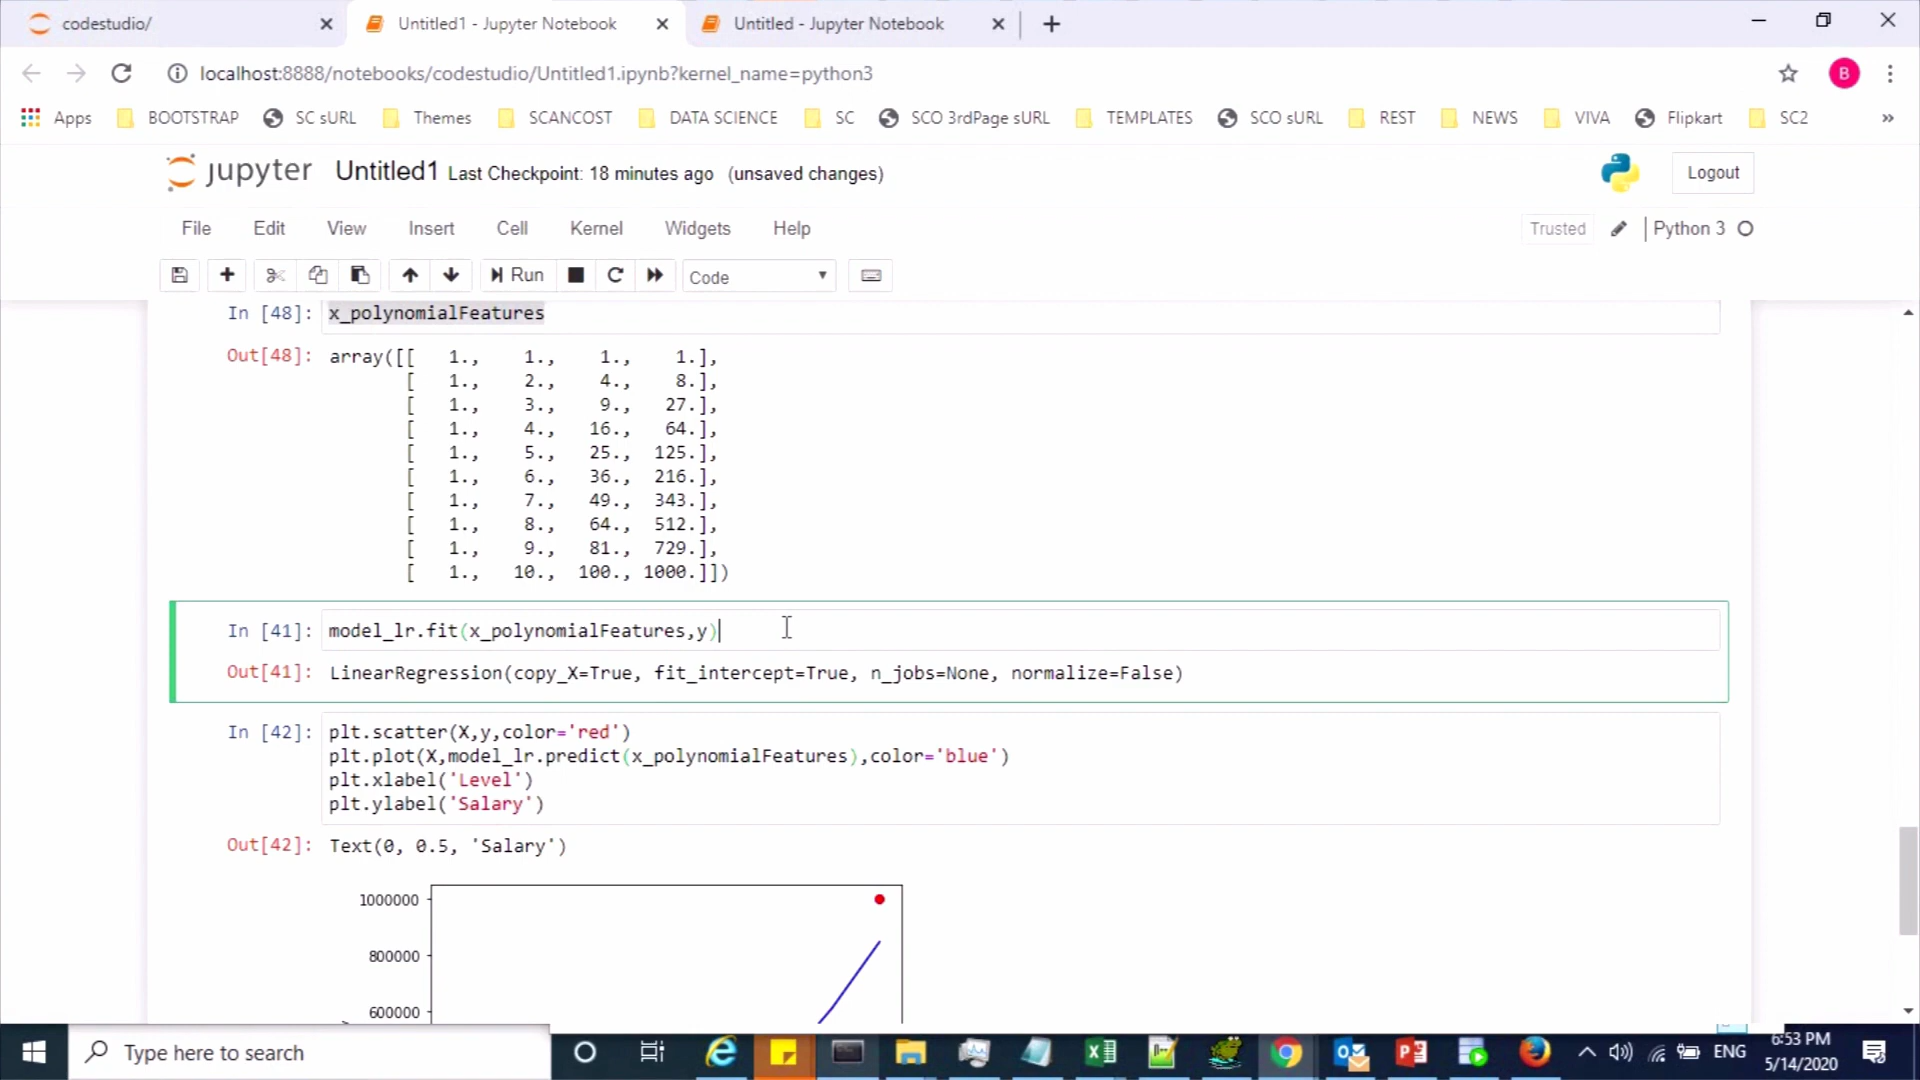 codestudio/
Untitled1 - Jupyter Notebook
Untitled - Jupyter Notebook
localhost:8888/notebooks/codestudio/Untitled1.ipynb?kernel_name=python3
B
Apps BOOTSTRAP SC sURL Themes SCANCOST DATA SCIENCE SC SCO 3rdPage sURL TEMPLATES SCO sURL REST NEWS VIVA Flipkart SC2 »
jupyter Untitled1 Last Checkpoint: 18 minutes ago (unsaved changes) Logout
File Edit View Insert Cell Kernel Widgets Help Trusted Python 3
Run Code
In [48]: x_polynomialFeatures
Out[48]: array([[ 1., 1., 1., 1.],
[ 1., 2., 4., 8.],
[ 1., 3., 9., 27.],
[ 1., 4., 16., 64.],
[ 1., 5., 25., 125.],
[ 1., 6., 36., 216.],
[ 1., 7., 49., 343.],
[ 1., 8., 64., 512.],
[ 1., 9., 81., 729.],
[ 1., 10., 100., 1000.]])
In [41]: model_lr.fit(x_polynomialFeatures,y)
Out[41]: LinearRegression(copy_X=True, fit_intercept=True, n_jobs=None, normalize=False)
In [42]: plt.scatter(X,y,color='red')
plt.plot(X,model_lr.predict(x_polynomialFeatures),color='blue')
plt.xlabel('Level')
plt.ylabel('Salary')
Out[42]: Text(0, 0.5, 'Salary')
1000000
800000
600000
Type here to search
ENG
6:53 PM
5/14/2020